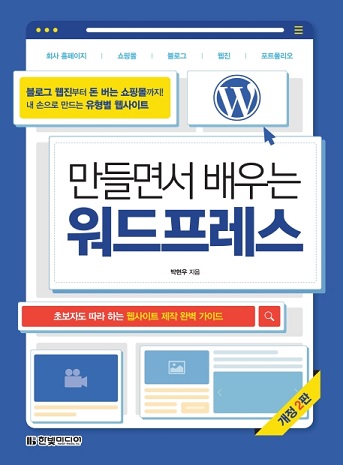 회사 홈페이지 | 쇼핑몰 | 블로그 | 웹진 | 포트폴리오
블로그 웹진부터 돈 버는 쇼핑몰까지!
내 손으로 만드는 유형별 웹사이트
만들면서 배우는
워드프레스
박현우 지음
초보자도 따라 하는 웹사이트 제작 완벽 가이드
개정 2판
한빛미디어